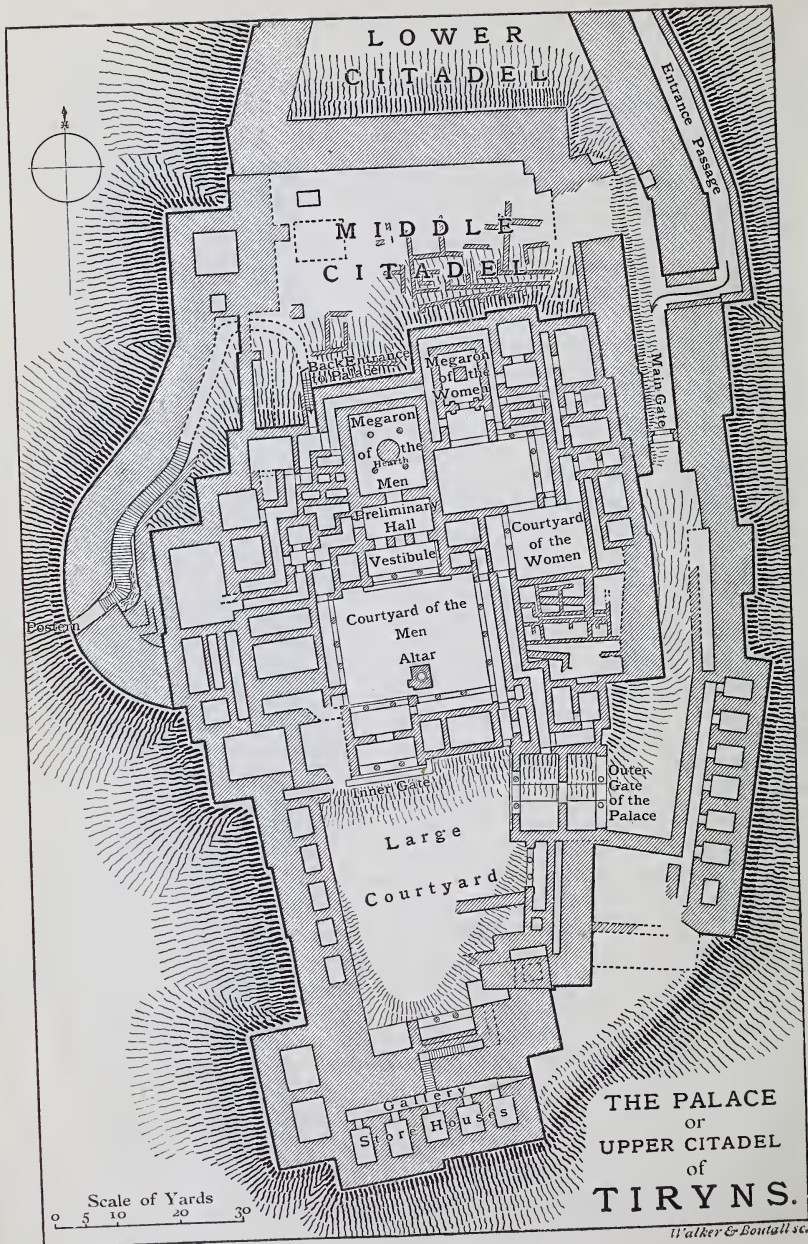 LOWER
CITADEL
Entrance Passage
MIDDLE
CITADEL
Back Entrance
to Palace
Megaron
of the
Women
Main Gate
Megaron
of the
Hearth
Men
Preliminary
Hall
Vestibule
Courtyard
of the
Women
Postern
Courtyard of the
Men
Altar
Inner Gate
Outer
Gate
of the
Palace
Large
Courtyard
Gallery
Store Houses
THE PALACE
or
UPPER CITADEL
of
TIRYNS.
Scale of Yards
0 5 10 20 30
Walker & Boutall sc.